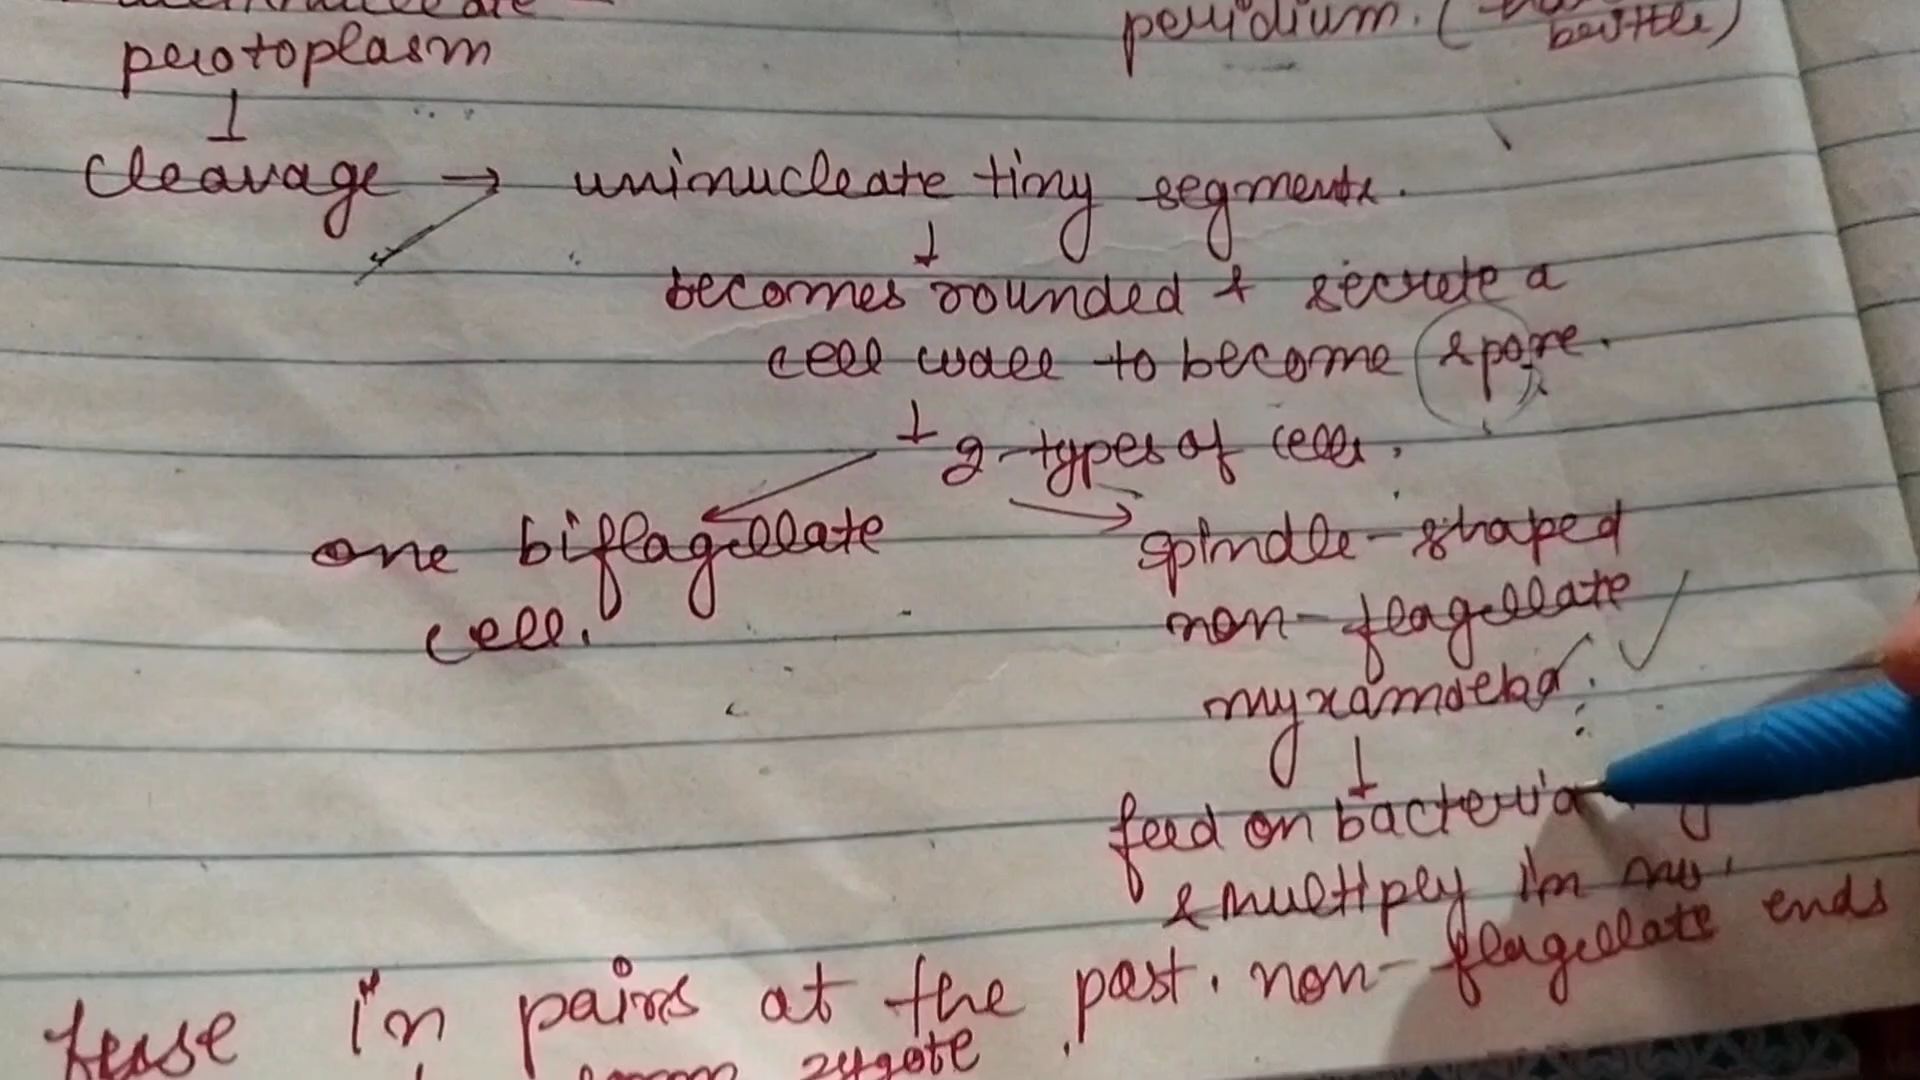 protoplasm
peridium. (
brittle)
cleavage → uninucleate tiny segments.
↓
becomes rounded & secrete a
cell wall to become spore.
↓ 2-types of cells.
one biflagellate
cell.
spindle-shaped
non-flagellate
myxamoeba.
↓
feed on bacteria
& multiply in no.
fuse in pairs at the post. non-flagellate ends
zygote.